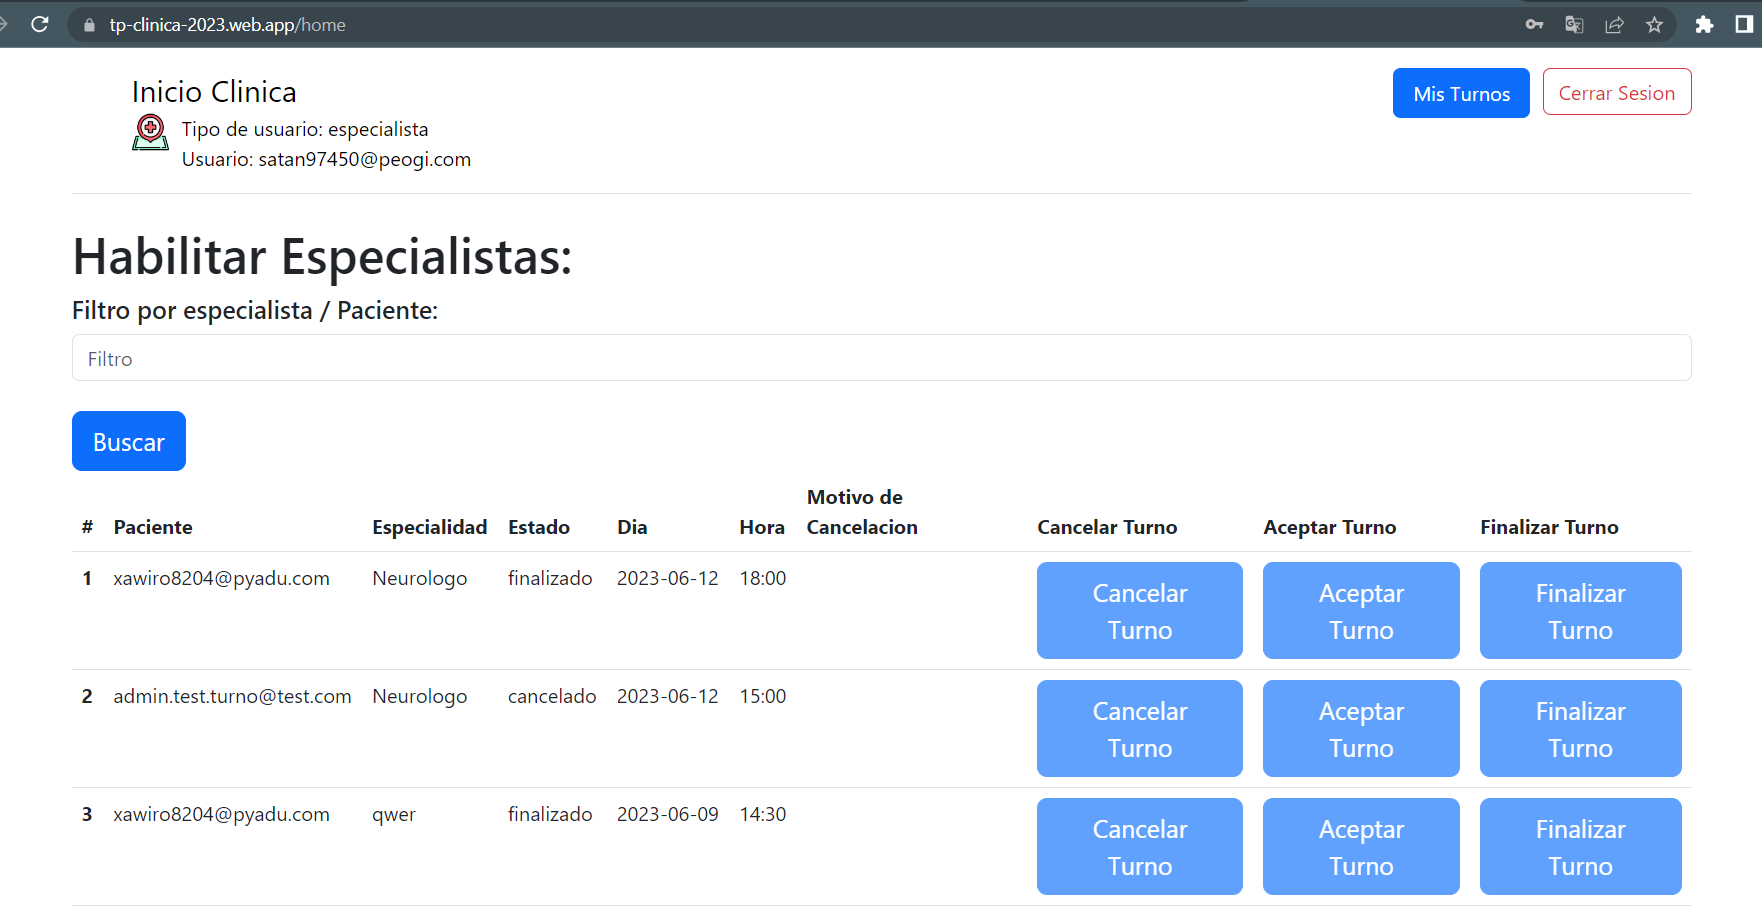 tp-clinica-2023.web.app/home
Inicio Clinica
Tipo de usuario: especialista
Usuario: satan97450@peogi.com
Mis Turnos
Cerrar Sesion
Habilitar Especialistas:
Filtro por especialista / Paciente:
Filtro
Buscar
# Paciente Especialidad Estado Dia Hora Motivo de Cancelacion Cancelar Turno Aceptar Turno Finalizar Turno
1 xawiro8204@pyadu.com Neurologo finalizado 2023-06-12 18:00 Cancelar Turno Aceptar Turno Finalizar Turno
2 admin.test.turno@test.com Neurologo cancelado 2023-06-12 15:00 Cancelar Turno Aceptar Turno Finalizar Turno
3 xawiro8204@pyadu.com qwer finalizado 2023-06-09 14:30 Cancelar Turno Aceptar Turno Finalizar Turno